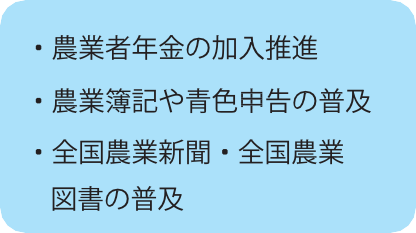 ・農業者年金の加入推進
・農業簿記や青色申告の普及
・全国農業新聞・全国農業
図書の普及